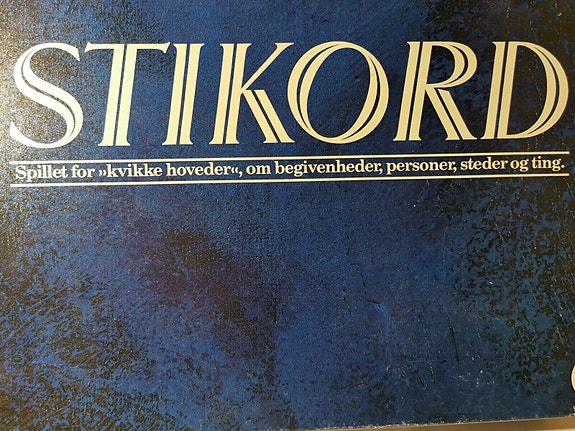 STIKORD
Spillet for »kvikke hoveder«, om begivenheder, personer, steder og ting.